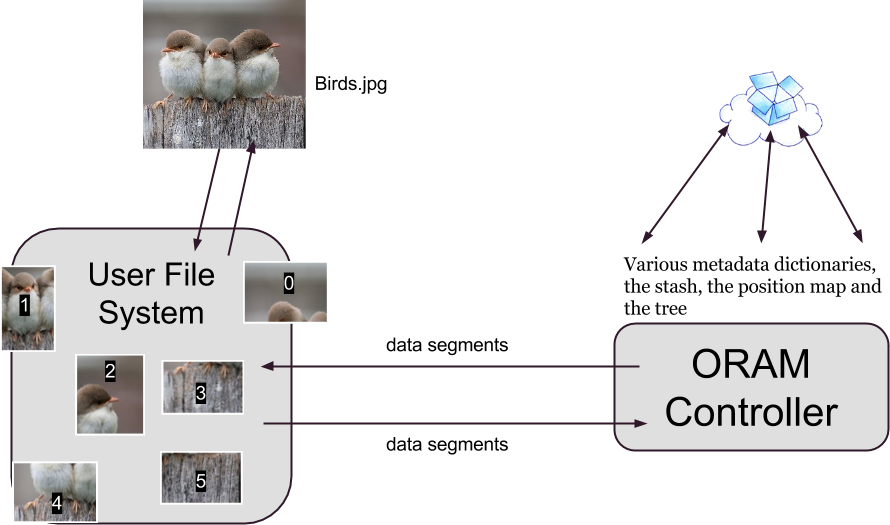 Birds.jpg
Various metadata dictionaries,
the stash, the position map and
the tree
User File
System
0
1
2
3
4
5
data segments
data segments
ORAM
Controller